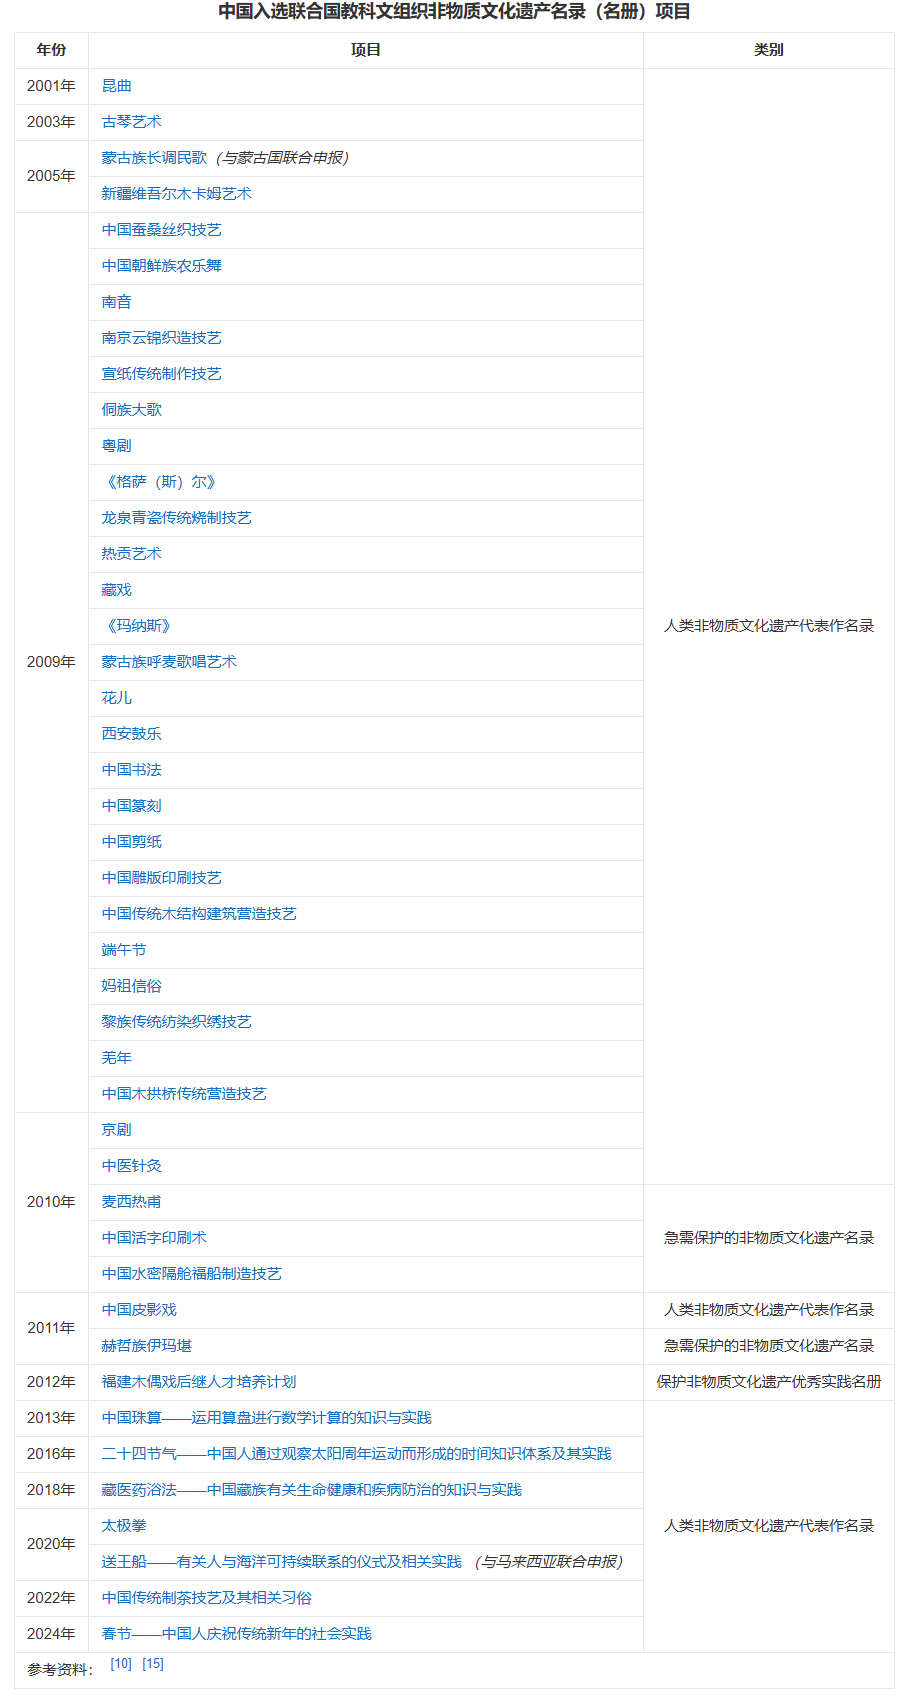 中国入选联合国教科文组织非物质文化遗产名录（名册）项目
年份 项目 类别
2001年 昆曲
2003年 古琴艺术
2005年 蒙古族长调民歌（与蒙古国联合申报）
新疆维吾尔木卡姆艺术
2009年 中国蚕桑丝织技艺
中国朝鲜族农乐舞
南音
南京云锦织造技艺
宣纸传统制作技艺
侗族大歌
粤剧
《格萨（斯）尔》
龙泉青瓷传统烧制技艺
热贡艺术
藏戏
《玛纳斯》 人类非物质文化遗产代表作名录
蒙古族呼麦歌唱艺术
花儿
西安鼓乐
中国书法
中国篆刻
中国剪纸
中国雕版印刷技艺
中国传统木结构建筑营造技艺
端午节
妈祖信俗
黎族传统纺染织绣技艺
羌年
中国木拱桥传统营造技艺
2010年 京剧
中医针灸
麦西热甫
中国活字印刷术 急需保护的非物质文化遗产名录
中国水密隔舱福船制造技艺
2011年 中国皮影戏 人类非物质文化遗产代表作名录
赫哲族伊玛堪 急需保护的非物质文化遗产名录
2012年 福建木偶戏后继人才培养计划 保护非物质文化遗产优秀实践名册
2013年 中国珠算——运用算盘进行数学计算的知识与实践
2016年 二十四节气——中国人通过观察太阳周年运动而形成的时间知识体系及其实践
2018年 藏医药浴法——中国藏族有关生命健康和疾病防治的知识与实践
2020年 太极拳 人类非物质文化遗产代表作名录
送王船——有关人与海洋可持续联系的仪式及相关实践（与马来西亚联合申报）
2022年 中国传统制茶技艺及其相关习俗
2024年 春节——中国人庆祝传统新年的社会实践
参考资料： [10] [15]